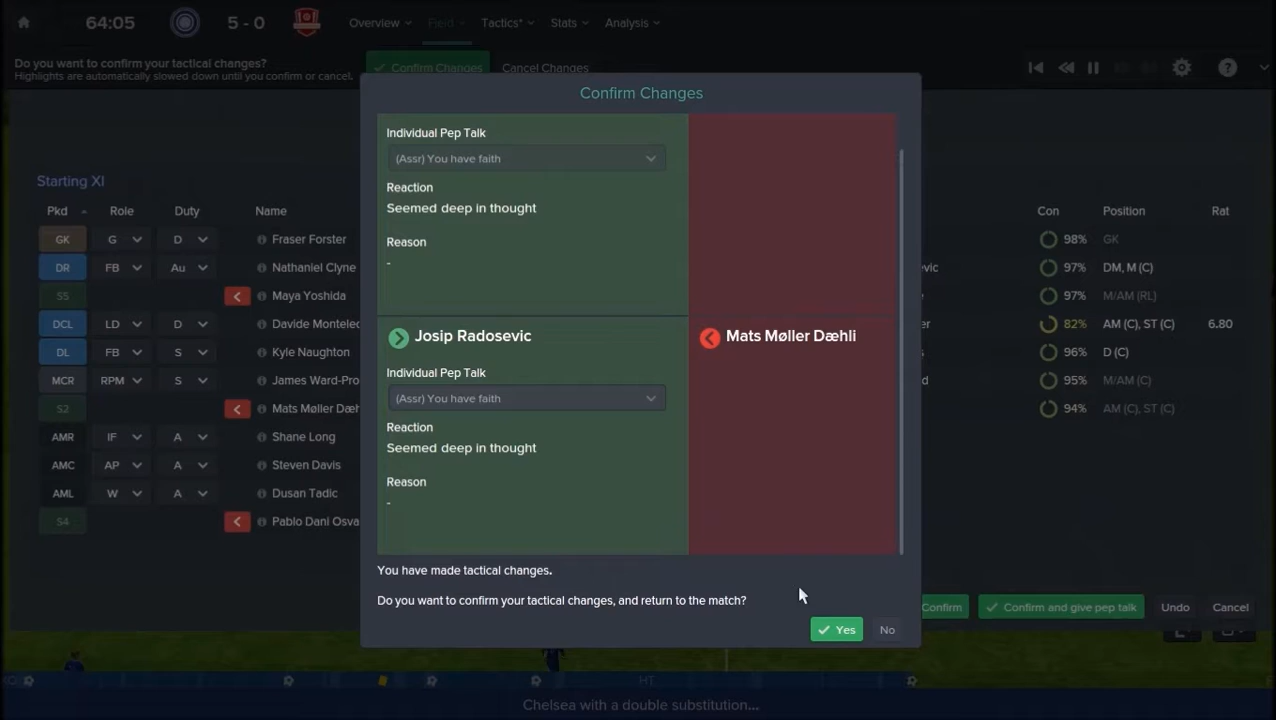 64:05 5 - 0 Overview Field Tactics* Stats Analysis
Do you want to confirm your tactical changes?
Highlights are automatically slowed down until you confirm or cancel.
Confirm Changes Cancel Changes
Confirm Changes
Individual Pep Talk
(Assr) You have faith
Reaction
Seemed deep in thought
Reason
-
Josip Radosevic Mats Møller Dæhli
Individual Pep Talk
(Assr) You have faith
Reaction
Seemed deep in thought
Reason
-
You have made tactical changes.
Do you want to confirm your tactical changes, and return to the match?
Yes No
Starting XI
Pkd Role Duty Name Con Position Rat
GK G D Fraser Forster 98% GK
DR FB Au Nathaniel Clyne 97% DM, M (C)
S5 Maya Yoshida 97% M/AM (RL)
DCL LD D Davide 82% AM (C), ST (C) 6.80
DL FB S Kyle Naughton 96% D (C)
MCR RPM S James Ward-Pro 95% M/AM (C)
S2 Mats Møller Dæh 94% AM (C), ST (C)
AMR IF A Shane Long
AMC AP A Steven Davis
AML W A Dusan Tadic
S4 Pablo Dani Osva
Confirm Confirm and give pep talk Undo Cancel
HT
Chelsea with a double substitution...